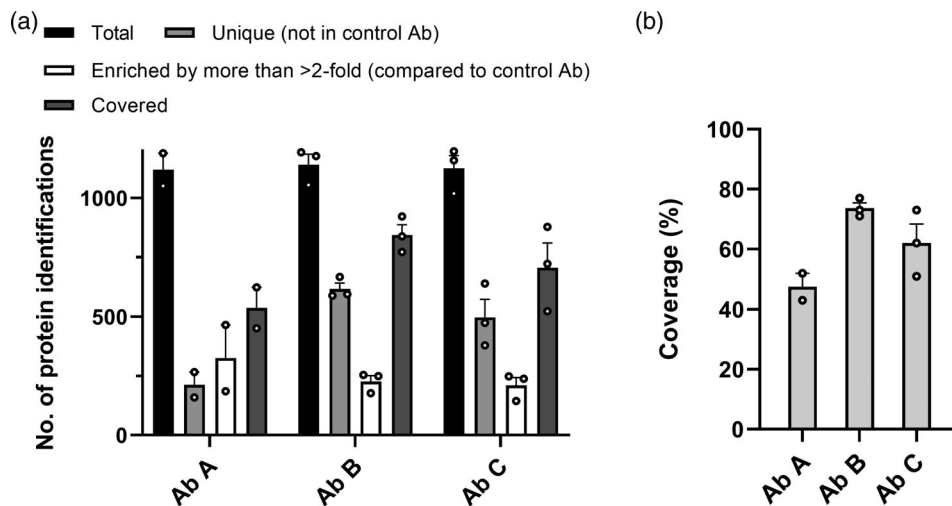 (a)
Total
Unique (not in control Ab)
Enriched by more than >2-fold (compared to control Ab)
Covered
No. of protein identifications
1000
500
0
Ab A
Ab B
Ab C
(b)
Coverage (%)
100
80
60
40
20
0
Ab A
Ab B
Ab C